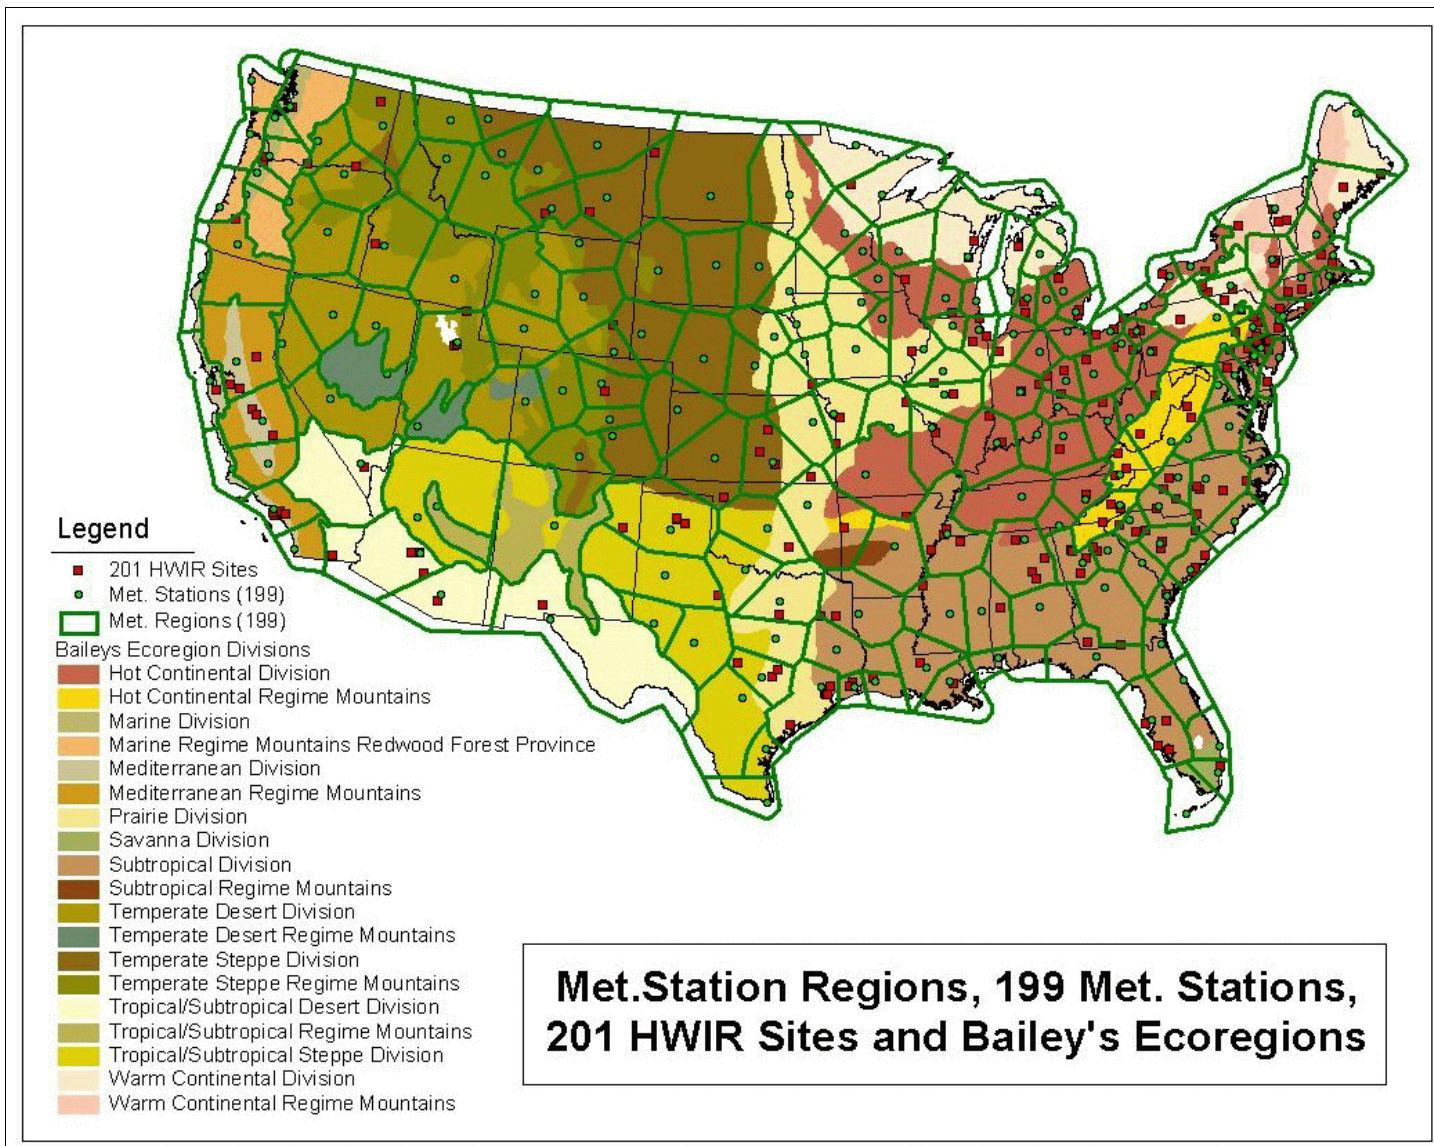 Legend
201 HWIR Sites
Met. Stations (199)
Met. Regions (199)
Baileys Ecoregion Divisions
Hot Continental Division
Hot Continental Regime Mountains
Marine Division
Marine Regime Mountains Redwood Forest Province
Mediterranean Division
Mediterranean Regime Mountains
Prairie Division
Savanna Division
Subtropical Division
Subtropical Regime Mountains
Temperate Desert Division
Temperate Desert Regime Mountains
Temperate Steppe Division
Temperate Steppe Regime Mountains
Tropical/Subtropical Desert Division
Tropical/Subtropical Regime Mountains
Tropical/Subtropical Steppe Division
Warm Continental Division
Warm Continental Regime Mountains
Met.Station Regions, 199 Met. Stations,
201 HWIR Sites and Bailey's Ecoregions